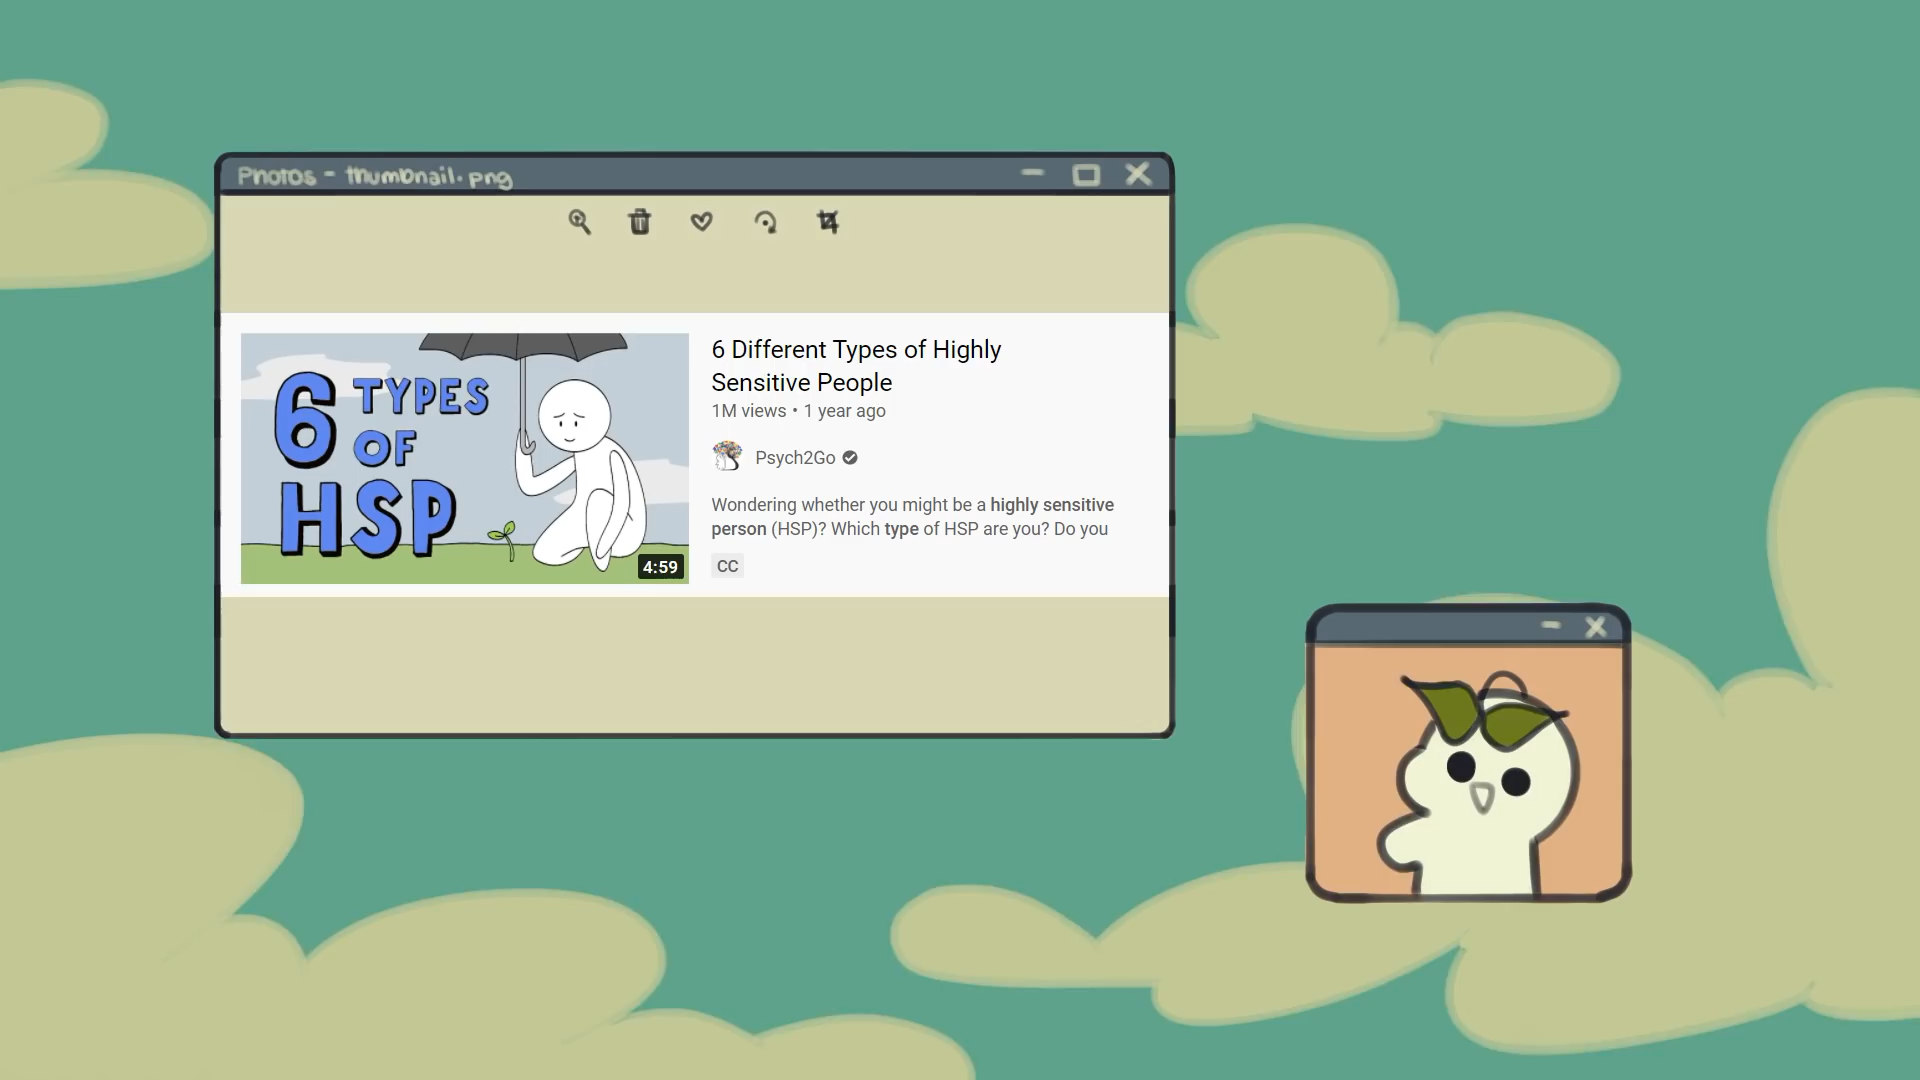 Photos - thumbnail.png
6 TYPES
OF
HSP
4:59
6 Different Types of Highly
Sensitive People
1M views • 1 year ago
Psych2Go
Wondering whether you might be a highly sensitive
person (HSP)? Which type of HSP are you? Do you
CC